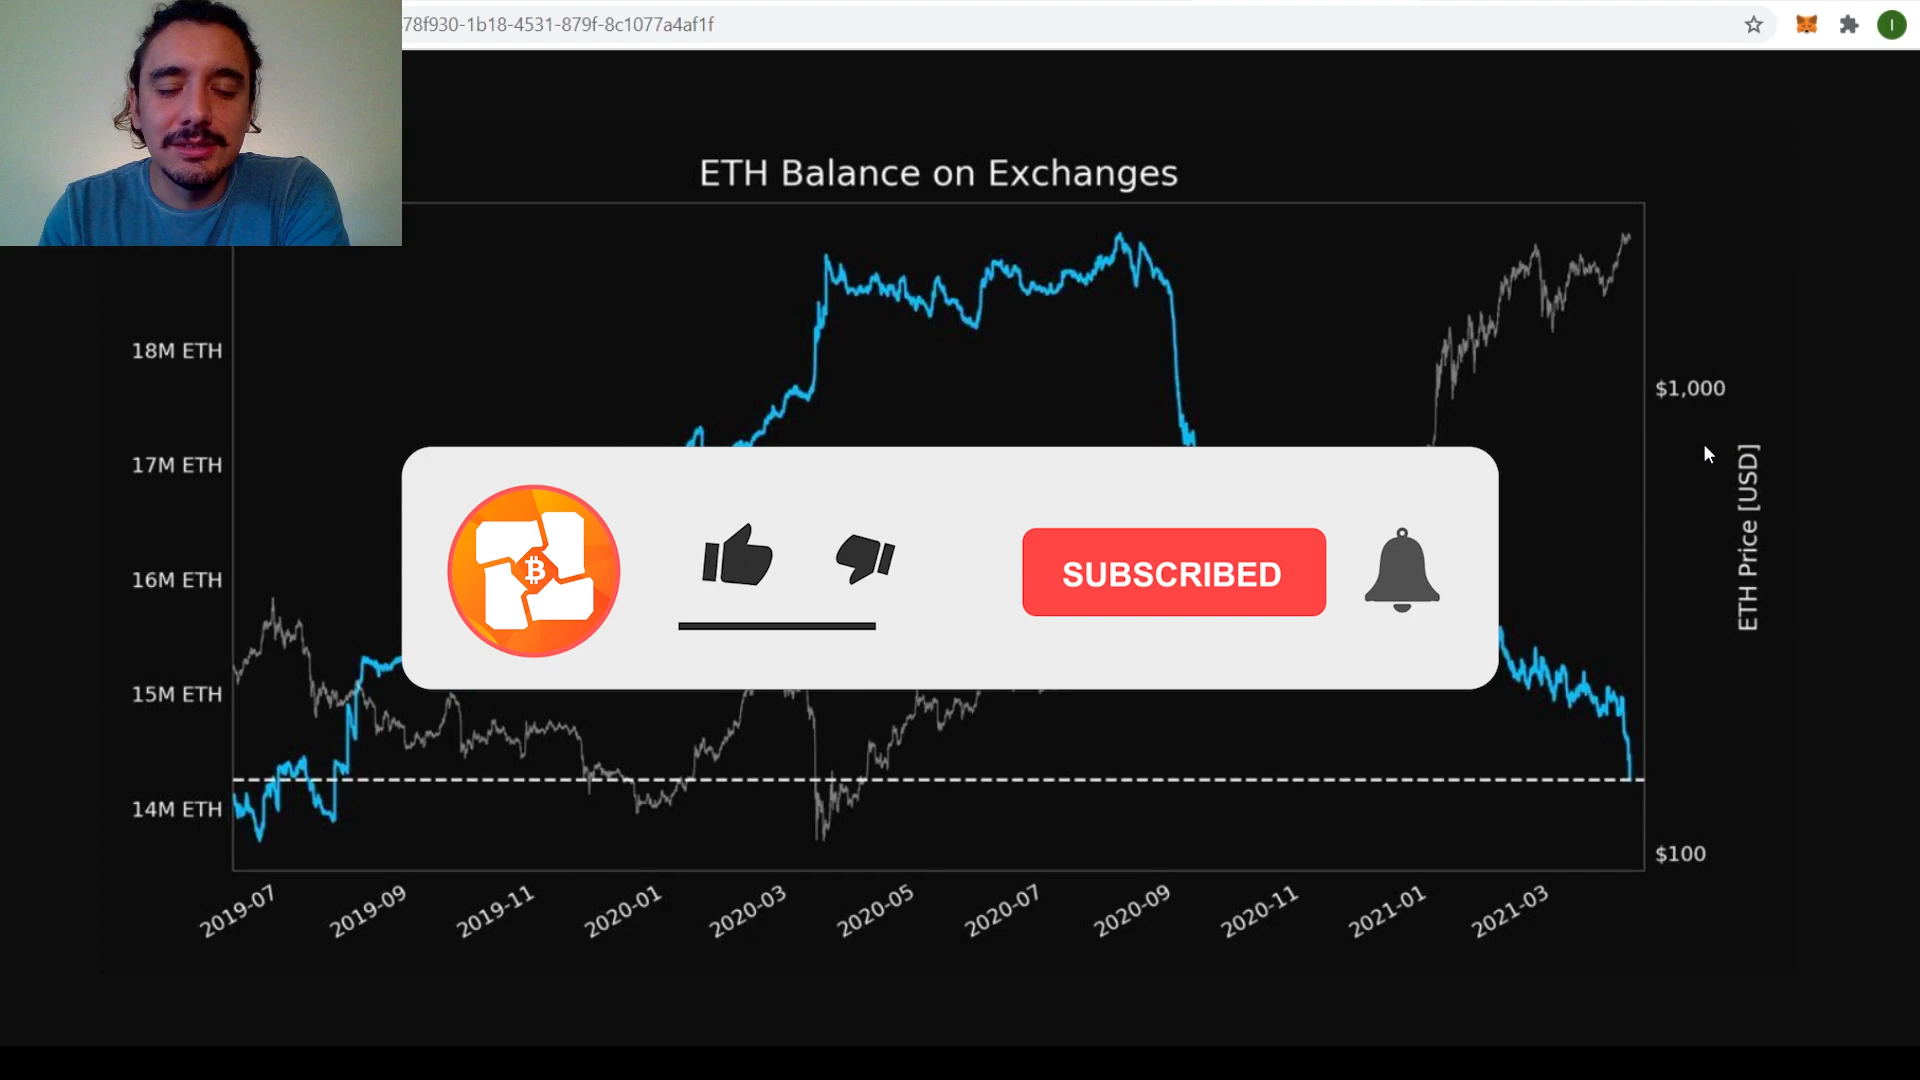 78f930-1b18-4531-879f-8c1077a4af1f
I
ETH Balance on Exchanges
18M ETH
17M ETH
16M ETH
15M ETH
14M ETH
$1,000
$100
ETH Price [USD]
B
SUBSCRIBED
2019-07
2019-09
2019-11
2020-01
2020-03
2020-05
2020-07
2020-09
2020-11
2021-01
2021-03